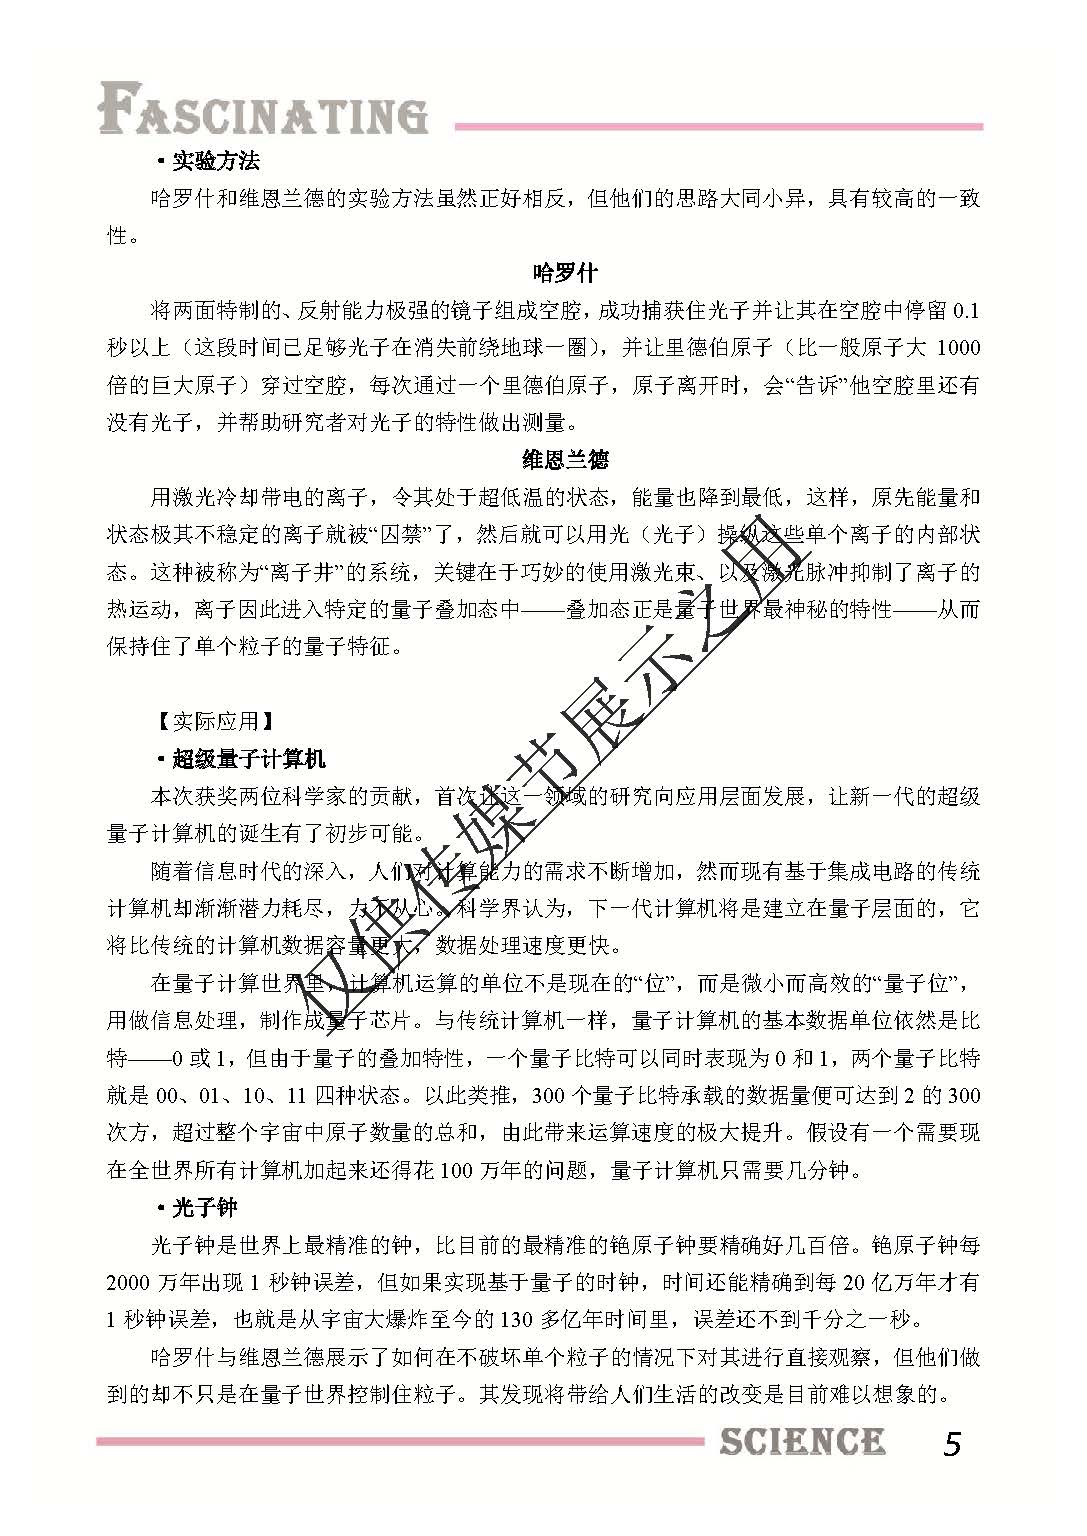 FASCINATING
·实验方法
哈罗什和维恩兰德的实验方法虽然正好相反，但他们的思路大同小异，具有较高的一致
性。
哈罗什
将两面特制的、反射能力极强的镜子组成空腔，成功捕获住光子并让其在空腔中停留 0.1
秒以上（这段时间已足够光子在消失前绕地球一圈），并让里德伯原子（比一般原子大 1000
倍的巨大原子）穿过空腔，每次通过一个里德伯原子，原子离开时，会“告诉”他空腔里还有
没有光子，并帮助研究者对光子的特性做出测量。
维恩兰德
用激光冷却带电的离子，令其处于超低温的状态，能量也降到最低，这样，原先能量和
状态极其不稳定的离子就被“囚禁”了，然后就可以用光（光子）操纵这些单个离子的内部状
态。这种被称为“离子井”的系统，关键在于巧妙的使用激光束、以及激光脉冲抑制了离子的
热运动，离子因此进入特定的量子叠加态中——叠加态正是量子世界最神秘的特性——从而
保持住了单个粒子的量子特征。
【实际应用】
·超级量子计算机
本次获奖两位科学家的贡献，首次让这一领域的研究向应用层面发展，让新一代的超级
量子计算机的诞生有了初步可能。
随着信息时代的深入，人们对计算能力的需求不断增加，然而现有基于集成电路的传统
计算机却渐渐潜力耗尽，力不从心。科学界认为，下一代计算机将是建立在量子层面的，它
将比传统的计算机数据容量更大，数据处理速度更快。
在量子计算世界里，计算机运算的单位不是现在的“位”，而是微小而高效的“量子位”，
用做信息处理，制作成量子芯片。与传统计算机一样，量子计算机的基本数据单位依然是比
特——0 或 1，但由于量子的叠加特性，一个量子比特可以同时表现为 0 和 1，两个量子比特
就是 00、01、10、11 四种状态。以此类推，300 个量子比特承载的数据量便可达到 2 的 300
次方，超过整个宇宙中原子数量的总和，由此带来运算速度的极大提升。假设有一个需要现
在全世界所有计算机加起来还得花 100 万年的问题，量子计算机只需要几分钟。
·光子钟
光子钟是世界上最精准的钟，比目前的最精准的铯原子钟要精确好几百倍。铯原子钟每
2000 万年出现 1 秒钟误差，但如果实现基于量子的时钟，时间还能精确到每 20 亿万年才有
1 秒钟误差，也就是从宇宙大爆炸至今的 130 多亿年时间里，误差还不到千分之一秒。
哈罗什与维恩兰德展示了如何在不破坏单个粒子的情况下对其进行直接观察，但他们做
到的却不只是在量子世界控制住粒子。其发现将带给人们生活的改变是目前难以想象的。
仅供传媒节展示之用
SCIENCE 5